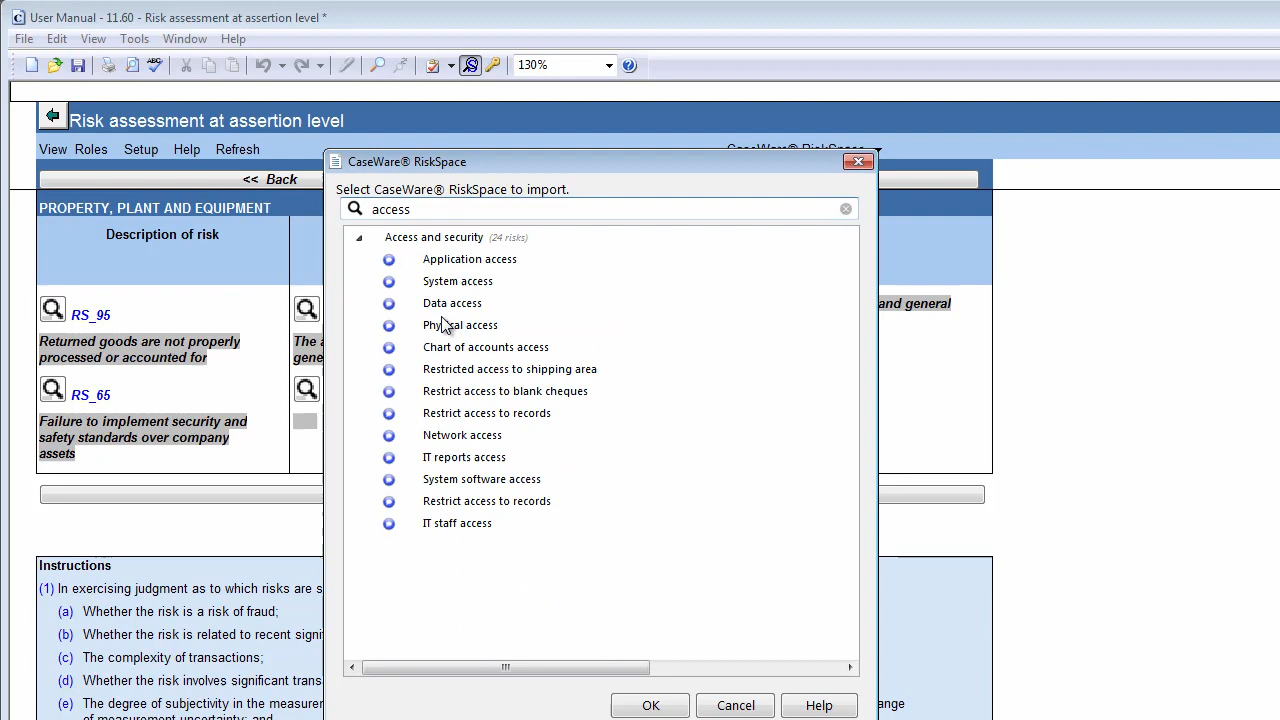 User Manual - 11.60 - Risk assessment at assertion level *
File Edit View Tools Window Help
ABC 130%
Risk assessment at assertion level
View Roles Setup Refresh
<< Back
PROPERTY, PLANT AND EQUIPMENT
Description of risk
RS_95
Returned goods are not properly
processed or accounted for
The a
gene
and general
RS_65
Failure to implement security and
safety standards over company
assets
Instructions
(1) In exercising judgment as to which risks are s
(a) Whether the risk is a risk of fraud;
(b) Whether the risk is related to recent signi
(c) The complexity of transactions;
(d) Whether the risk involves significant trans
(e) The degree of subjectivity in the measurer
ange
of measurement uncertainty; and
CaseWare® RiskSpace
CaseWare® RiskSpace
Select CaseWare® RiskSpace to import.
access
Access and security (24 risks)
Application access
System access
Data access
Physical access
Chart of accounts access
Restricted access to shipping area
Restrict access to blank cheques
Restrict access to records
Network access
IT reports access
System software access
Restrict access to records
IT staff access
OK Cancel Help